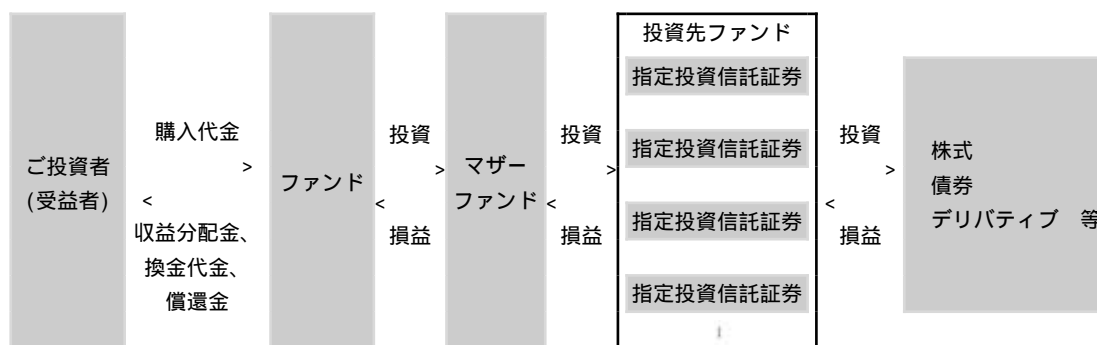 ご投資者
(受益者)
購入代金
>
<
収益分配金、
換金代金、
償還金
ファンド
投資
>
<
損益
マザー
ファンド
投資
>
<
損益
投資先ファンド
指定投資信託証券
指定投資信託証券
指定投資信託証券
指定投資信託証券
投資
>
<
損益
株式
債券
デリバティブ　等